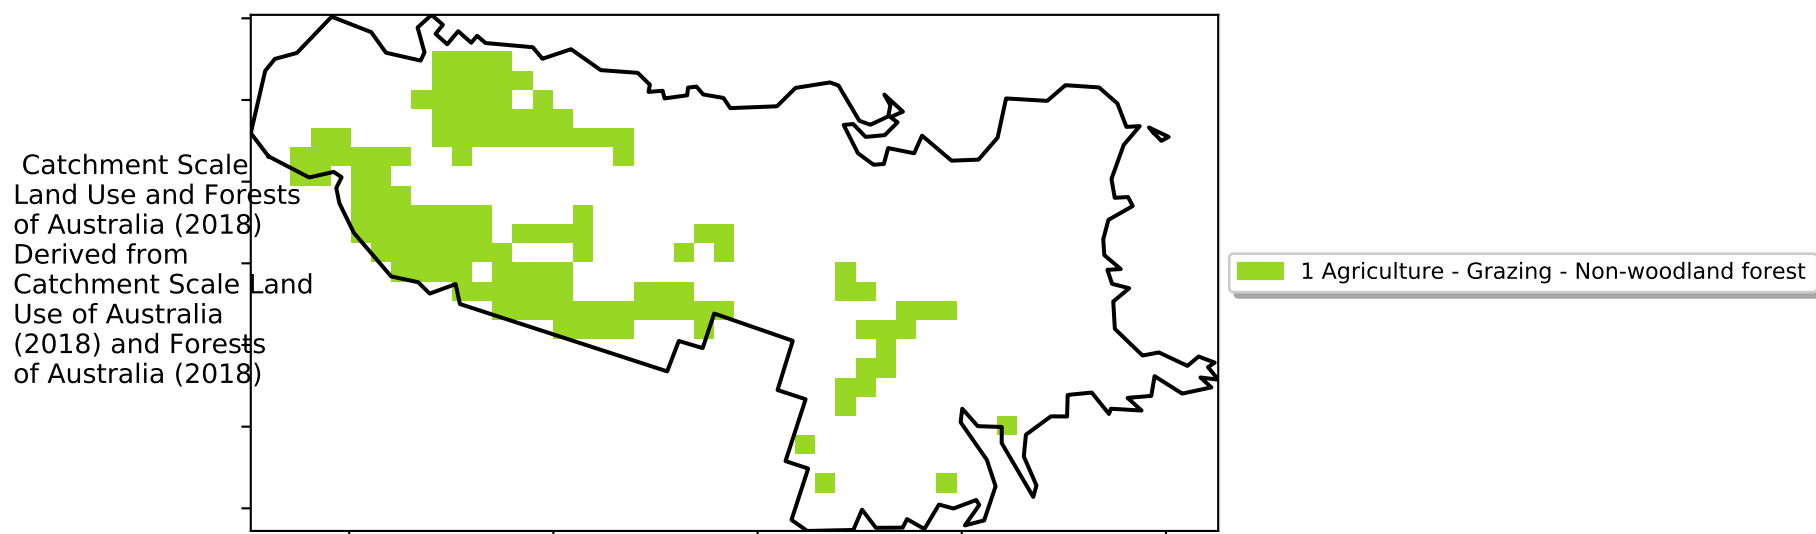 Catchment Scale
Land Use and Forests
of Australia (2018)
Derived from
Catchment Scale Land
Use of Australia
(2018) and Forests
of Australia (2018)
1 Agriculture - Grazing - Non-woodland forest